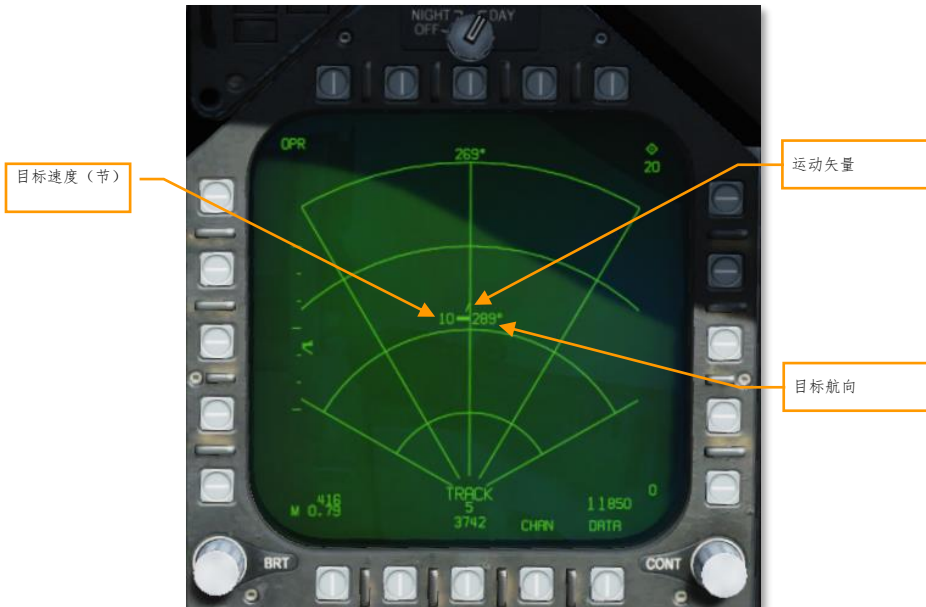 NIGHT DAY
OFF
OPR
269°
20
目标速度（节）
运动矢量
10 289°
目标航向
TRACK
416
5
11850
0
M 0.79
3742
CHAN
DATA
BRT
CONT